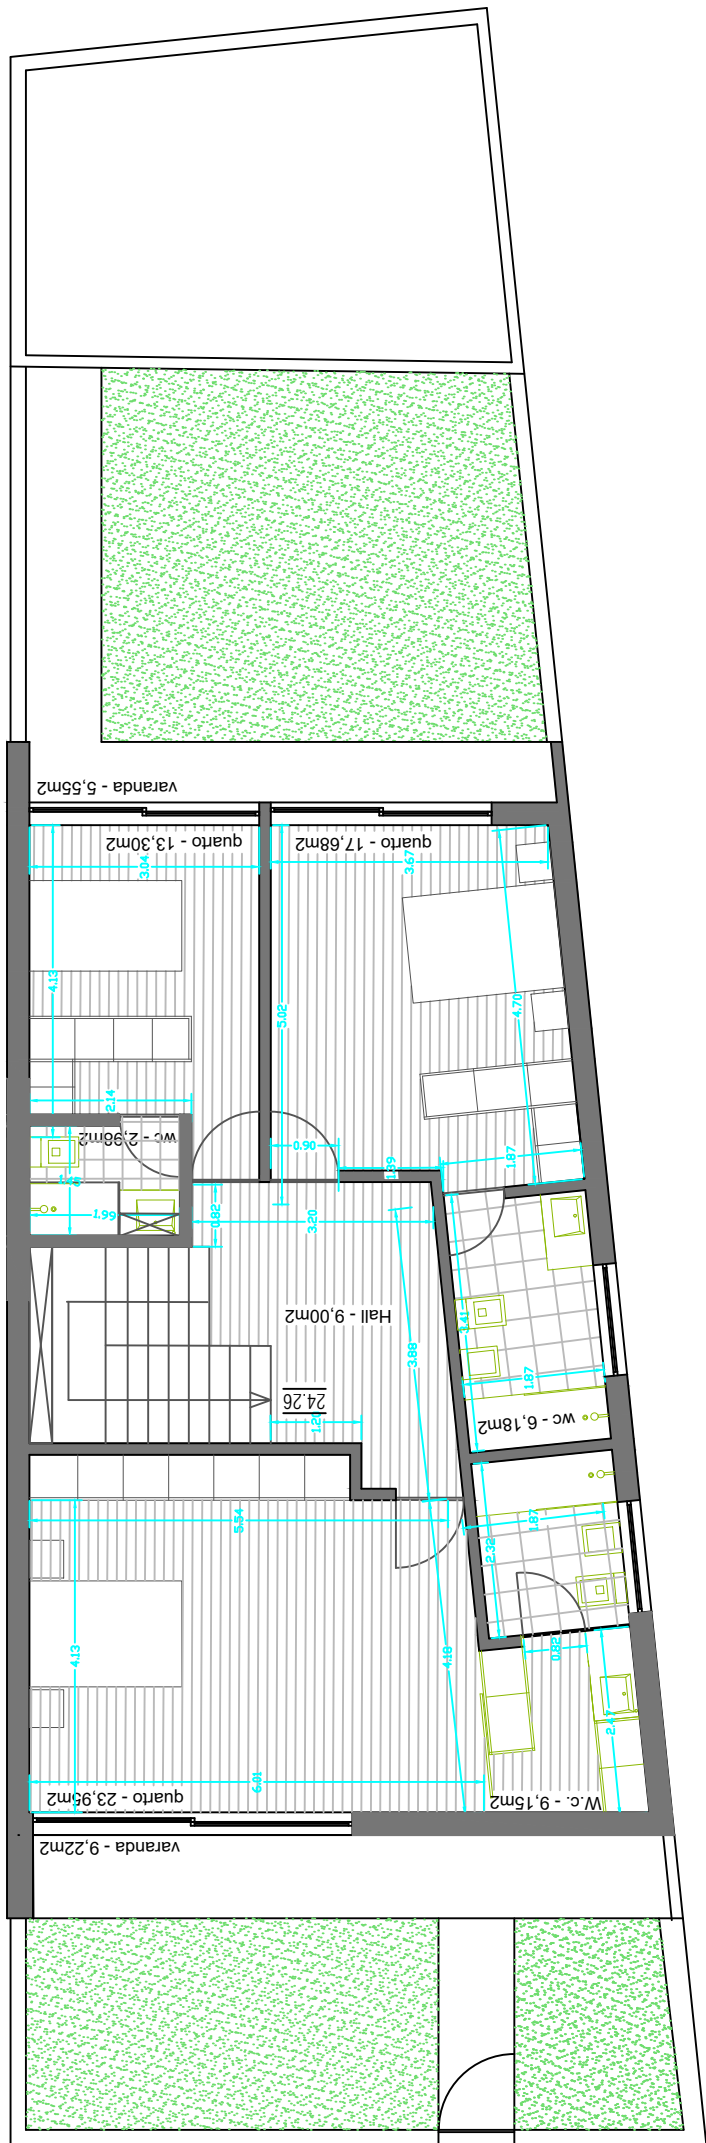 varanda - 5,55m2
quarto - 13,30m2
quarto - 17,68m2
3.04
3.67
4.13
5.02
4.70
2.14
wc - 2,98m2
0.90
1.39
1.87
1.99
0.82
3.20
Hall - 9,00m2
3.88
3.41
1.87
24.26
1.20
wc - 6,18m2
5.54
1.87
2.32
4.13
4.18
0.82
2.47
6.01
quarto - 23,95m2
W.c. - 9,15m2
varanda - 9,22m2